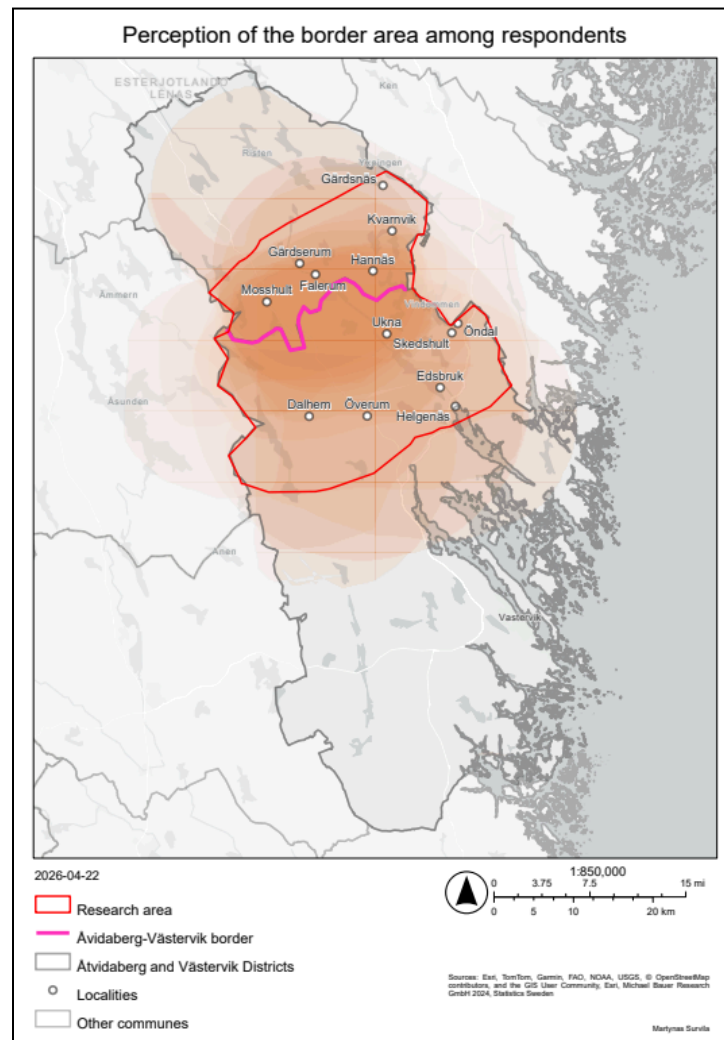 Perception of the border area among respondents
ESTERJOTLANDO
LENAS
Ken
Risten
Yxningen
Gärdsnäs
Kvarnvik
Gärdserum
Hannäs
Falerum
Mosshult
Ämmern
Ukna
Skedshult
Öndal
Edsbruk
Åsunden
Dalhem
Överum
Helgenäs
Västervik
2026-04-22
Research area
Åvidaberg-Västervik border
Åtvidaberg and Västervik Districts
Localities
Other communes
1:850,000
0 3.75 7.5 15 mi
0 5 10 20 km
Sources: Esri, TomTom, Garmin, FAO, NOAA, USGS, © OpenStreetMap
contributors, and the GIS User Community, Esri, Michael Bauer Research
GmbH 2024, Statistics Sweden
Martynas Survila